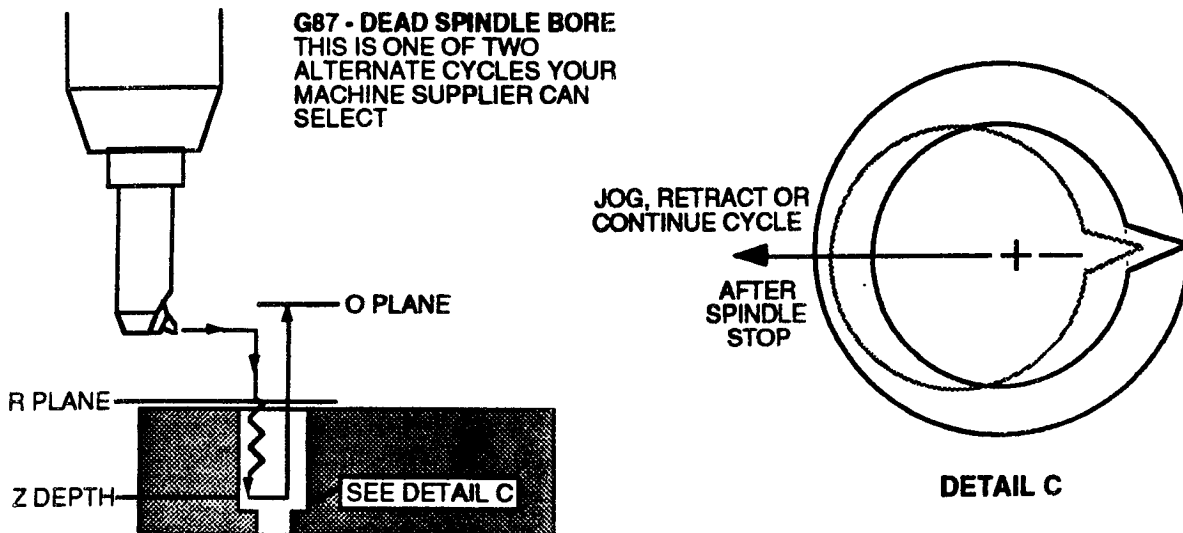 G87 - DEAD SPINDLE BORE
THIS IS ONE OF TWO
ALTERNATE CYCLES YOUR
MACHINE SUPPLIER CAN
SELECT
JOG, RETRACT OR
CONTINUE CYCLE
AFTER
SPINDLE
STOP
O PLANE
R PLANE
Z DEPTH
SEE DETAIL C
DETAIL C